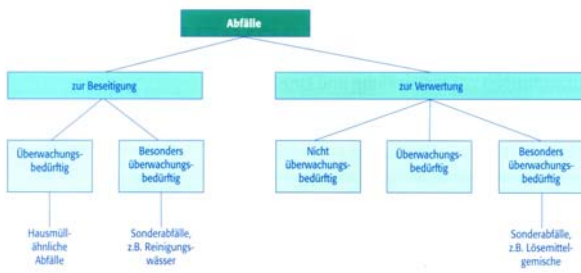 Abfälle
zur Beseitigung
zur Verwertung
Überwachungs-
bedürftig
Besonders
überwachungs-
bedürftig
Nicht
überwachungs-
bedürftig
Überwachungs-
bedürftig
Besonders
überwachungs-
bedürftig
Hausmüll-
ähnliche
Abfälle
Sonderabfälle,
z.B. Reinigungs-
wässer
Sonderabfälle,
z.B. Lösemittel-
gemische